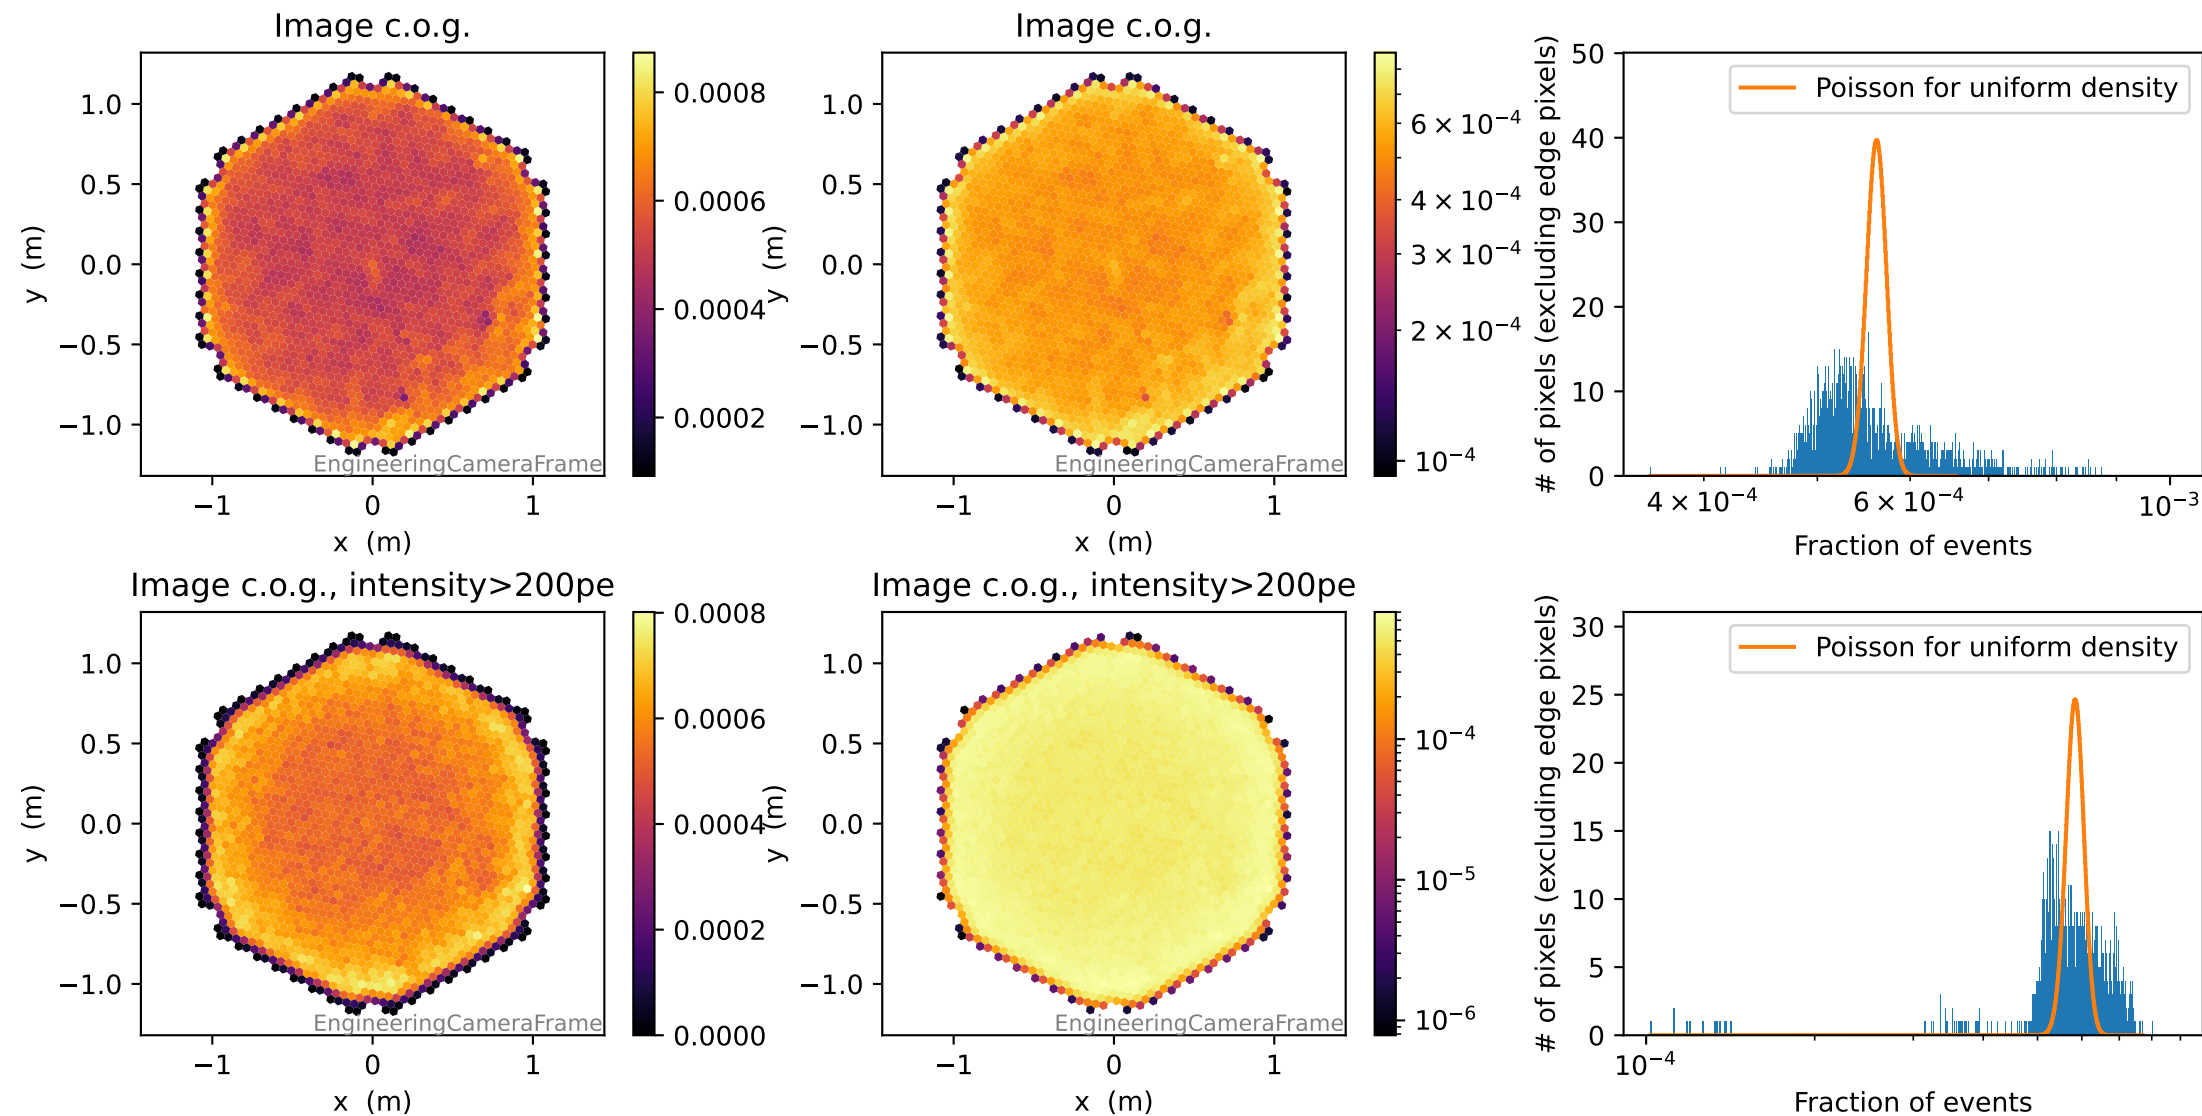 Image c.o.g.
y (m)
1.0
0.5
0.0
−0.5
−1.0
−1
0
1
x (m)
EngineeringCameraFrame
0.0008
0.0006
0.0004
0.0002
Image c.o.g.
y (m)
1.0
0.5
0.0
−0.5
−1.0
−1
0
1
x (m)
EngineeringCameraFrame
6 × 10⁻⁴
4 × 10⁻⁴
3 × 10⁻⁴
2 × 10⁻⁴
10⁻⁴
# of pixels (excluding edge pixels)
50
40
30
20
10
0
Poisson for uniform density
4 × 10⁻⁴
6 × 10⁻⁴
10⁻³
Fraction of events
Image c.o.g., intensity>200pe
y (m)
1.0
0.5
0.0
−0.5
−1.0
−1
0
1
x (m)
EngineeringCameraFrame
0.0008
0.0006
0.0004
0.0002
0.0000
Image c.o.g., intensity>200pe
y (m)
1.0
0.5
0.0
−0.5
−1.0
−1
0
1
x (m)
EngineeringCameraFrame
10⁻⁴
10⁻⁵
10⁻⁶
# of pixels (excluding edge pixels)
30
25
20
15
10
5
0
Poisson for uniform density
10⁻⁴
Fraction of events